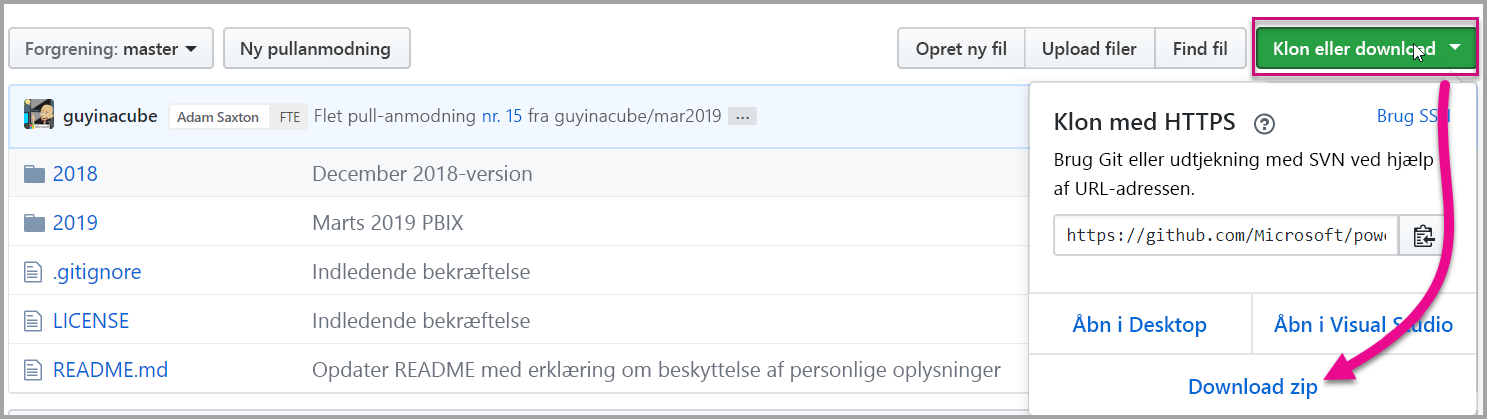 Forgrening: master
Ny pullanmodning
Opret ny fil
Upload filer
Find fil
Klon eller download
guyinacube
Adam Saxton
FTE
Flet pull-anmodning nr. 15 fra guyinacube/mar2019 ...
2018
December 2018-version
2019
Marts 2019 PBIX
.gitignore
Indledende bekræftelse
LICENSE
Indledende bekræftelse
README.md
Opdater README med erklæring om beskyttelse af personlige oplysninger
Klon med HTTPS
Brug SSH
Brug Git eller udtjekning med SVN ved hjælp
af URL-adressen.
https://github.com/Microsoft/powe
Åbn i Desktop
Åbn i Visual Studio
Download zip